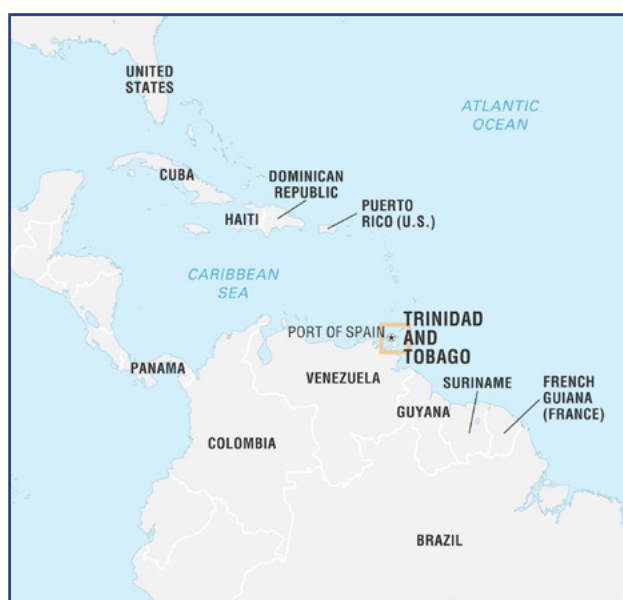 UNITED
STATES
ATLANTIC
OCEAN
CUBA
DOMINICAN
REPUBLIC
HAITI
PUERTO
RICO (U.S.)
CARIBBEAN
SEA
PORT OF SPAIN
TRINIDAD
AND
TOBAGO
PANAMA
VENEZUELA
SURINAME
FRENCH
GUIANA
(FRANCE)
GUYANA
COLOMBIA
BRAZIL